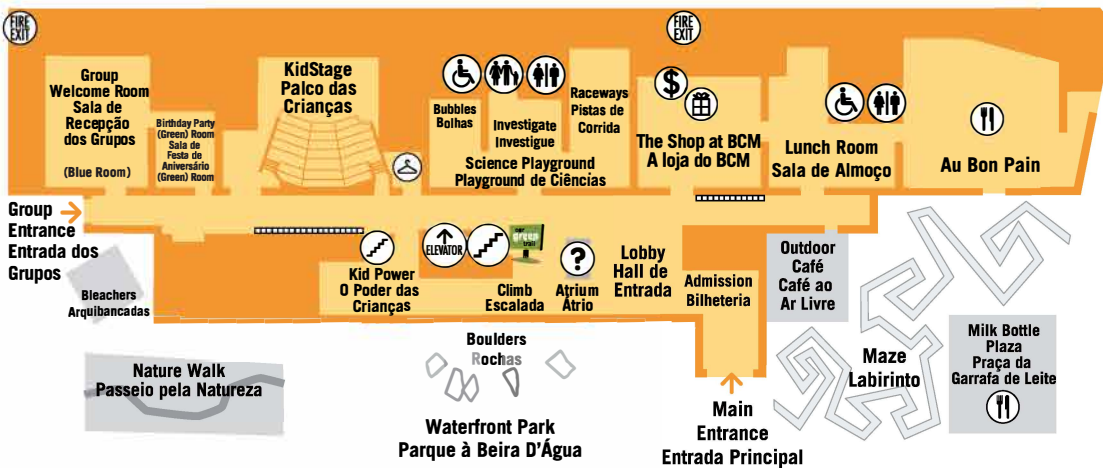 FIRE
EXIT
FIRE
EXIT
Group
Welcome Room
Sala de
Recepção
dos Grupos
(Blue Room)
Birthday Party
(Green) Room
Sala de
Festa de
Aniversário
(Green) Room
KidStage
Palco das
Crianças
Bubbles
Bolhas
Investigate
Investigue
Raceways
Pistas de
Corrida
Science Playground
Playground de Ciências
$
The Shop at BCM
A loja do BCM
Lunch Room
Sala de Almoço
Au Bon Pain
Group
Entrance
Entrada dos
Grupos
Bleachers
Arquibancadas
Kid Power
O Poder das
Crianças
ELEVATOR
our
green
trail
Climb
Escalada
?
Atrium
Átrio
Lobby
Hall de
Entrada
Admission
Bilheteria
Outdoor
Café
Café ao
Ar Livre
Nature Walk
Passeio pela Natureza
Boulders
Rochas
Waterfront Park
Parque à Beira D'Água
Main
Entrance
Entrada Principal
Maze
Labirinto
Milk Bottle
Plaza
Praça da
Garrafa de Leite